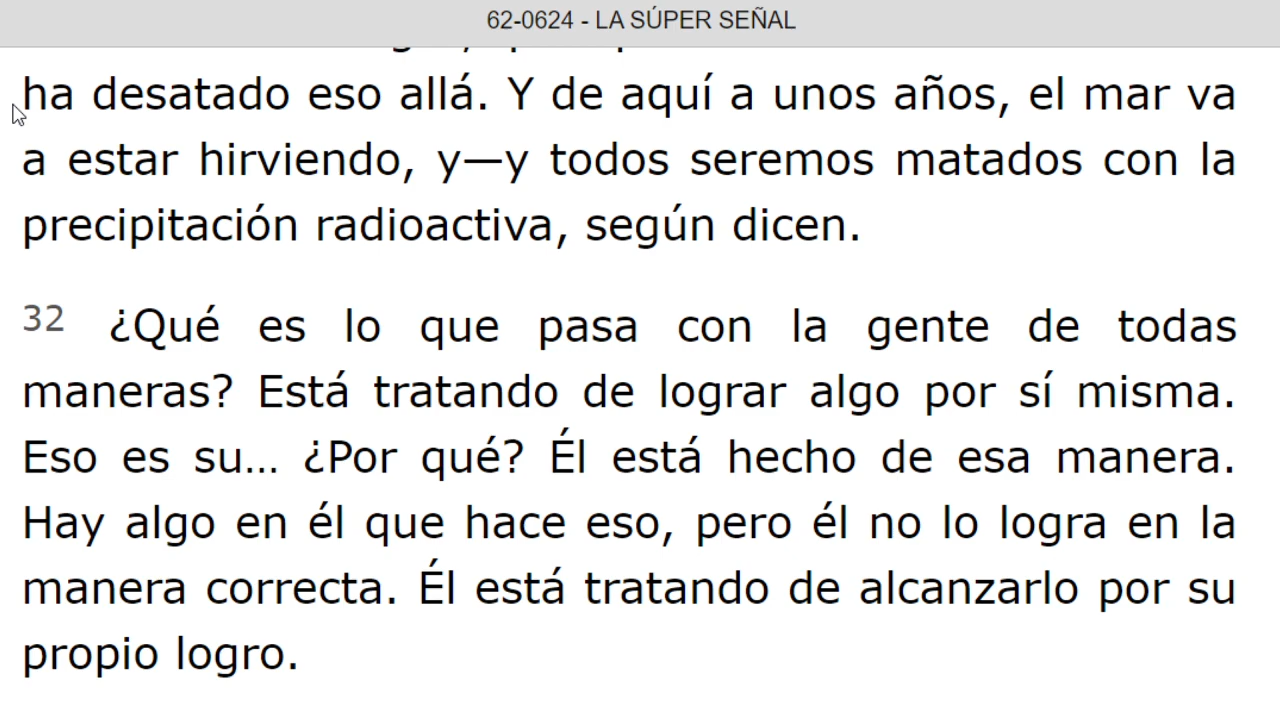 62-0624 - LA SÚPER SEÑAL
ha desatado eso allá. Y de aquí a unos años, el mar va
a estar hirviendo, y—y todos seremos matados con la
precipitación radioactiva, según dicen.
32 ¿Qué es lo que pasa con la gente de todas
maneras? Está tratando de lograr algo por sí misma.
Eso es su... ¿Por qué? Él está hecho de esa manera.
Hay algo en él que hace eso, pero él no lo logra en la
manera correcta. Él está tratando de alcanzarlo por su
propio logro.